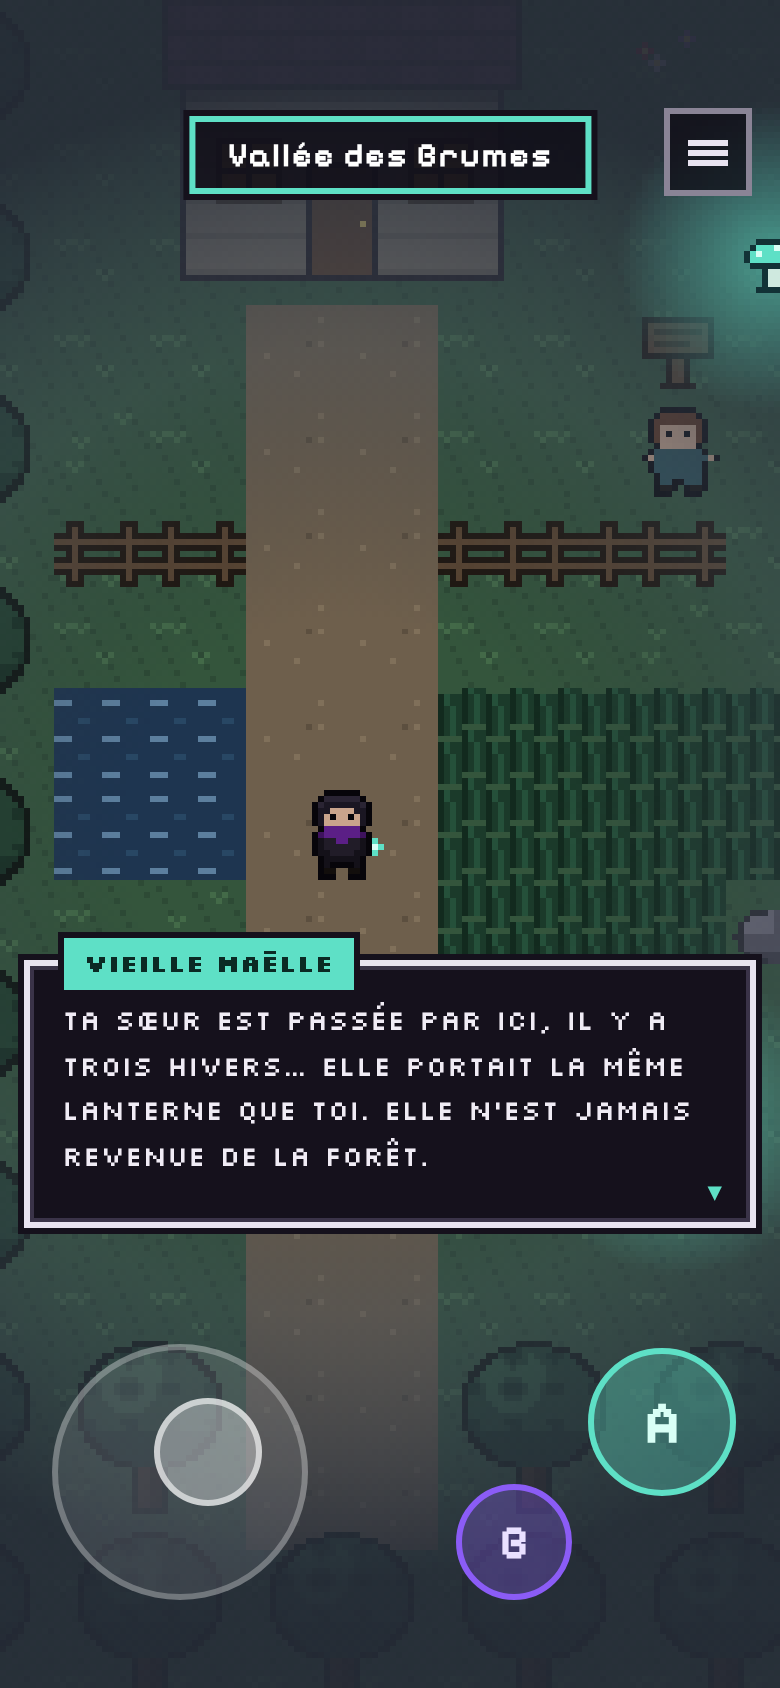 Vallée des Brumes
VIEILLE MAËLLE
TA SŒUR EST PASSÉE PAR ICI, IL Y A
TROIS HIVERS… ELLE PORTAIT LA MÊME
LANTERNE QUE TOI. ELLE N'EST JAMAIS
REVENUE DE LA FORÊT.
A
B